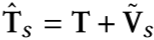 T̂ₛ = T + Ṽₛ